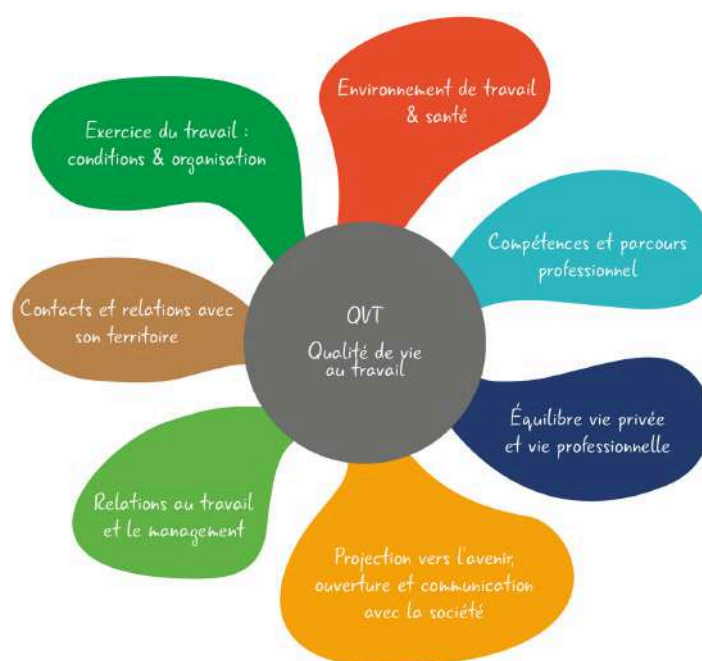 Environnement de travail
& santé
Exercice du travail :
conditions & organisation
Compétences et parcours
professionnel
Contacts et relations avec
son territoire
QVT
Qualité de vie
au travail
Équilibre vie privée
et vie professionnelle
Relations au travail
et le management
Projection vers l'avenir,
ouverture et communication
avec la société